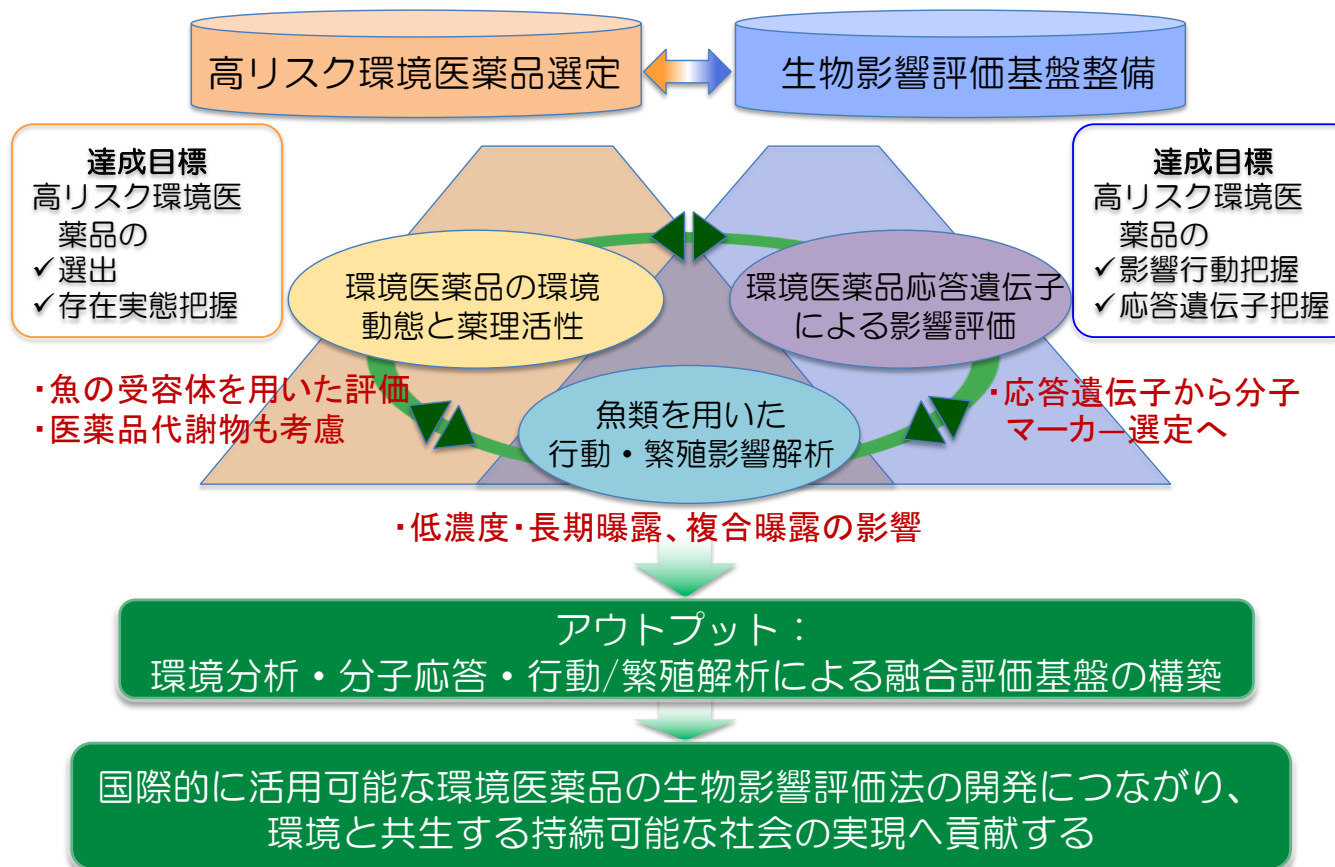 高リスク環境医薬品選定
生物影響評価基盤整備
達成目標
高リスク環境医
薬品の
✓選出
✓存在実態把握
達成目標
高リスク環境医
薬品の
✓影響行動把握
✓応答遺伝子把握
環境医薬品の環境
動態と薬理活性
環境医薬品応答遺伝子
による影響評価
・魚の受容体を用いた評価
・医薬品代謝物も考慮
魚類を用いた
行動・繁殖影響解析
・応答遺伝子から分子
マーカー選定へ
・低濃度・長期曝露、複合曝露の影響
アウトプット：
環境分析・分子応答・行動/繁殖解析による融合評価基盤の構築
国際的に活用可能な環境医薬品の生物影響評価法の開発につながり、
環境と共生する持続可能な社会の実現へ貢献する